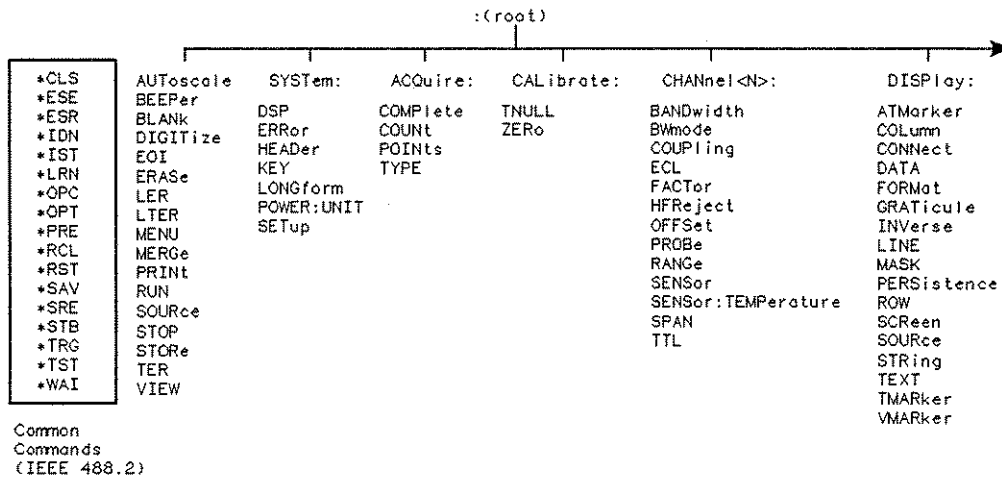 :(root)
*CLS
*ESE
*ESR
*IDN
*IST
*LRN
*OPC
*OPT
*PRE
*RCL
*RST
*SAV
*SRE
*STB
*TRG
*TST
*WAI
Common
Commands
(IEEE 488.2)
AUToscale
BEEPer
BLANk
DIGITize
EOI
ERASe
LER
LTER
MENU
MERGe
PRINt
RUN
SOURce
STOP
STORe
TER
VIEW
SYSTem:
DSP
ERRor
HEADer
KEY
LONGform
POWER:UNIT
SETup
ACQuire:
COMPlete
COUNt
POINts
TYPE
CALibrate:
TNULL
ZERo
CHANnel<N>:
BANDwidth
BWmode
COUPling
ECL
FACTor
HFReject
OFFSet
PROBe
RANGe
SENSor
SENSor:TEMPerature
SPAN
TTL
DISPlay:
ATMarker
COLumn
CONNect
DATA
FORMat
GRATicule
INVerse
LINE
MASK
PERSistence
ROW
SCReen
SOURce
STRing
TEXT
TMARker
VMARker